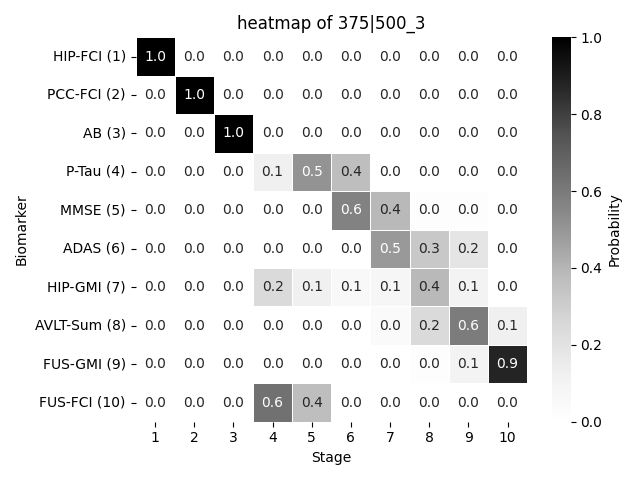 heatmap of 375|500_3
HIP-FCI (1) 1.0 0.0 0.0 0.0 0.0 0.0 0.0 0.0 0.0 0.0
PCC-FCI (2) 0.0 1.0 0.0 0.0 0.0 0.0 0.0 0.0 0.0 0.0
AB (3) 0.0 0.0 1.0 0.0 0.0 0.0 0.0 0.0 0.0 0.0
P-Tau (4) 0.0 0.0 0.0 0.1 0.5 0.4 0.0 0.0 0.0 0.0
MMSE (5) 0.0 0.0 0.0 0.0 0.0 0.6 0.4 0.0 0.0 0.0
ADAS (6) 0.0 0.0 0.0 0.0 0.0 0.0 0.5 0.3 0.2 0.0
HIP-GMI (7) 0.0 0.0 0.0 0.2 0.1 0.1 0.1 0.4 0.1 0.0
AVLT-Sum (8) 0.0 0.0 0.0 0.0 0.0 0.0 0.0 0.2 0.6 0.1
FUS-GMI (9) 0.0 0.0 0.0 0.0 0.0 0.0 0.0 0.0 0.1 0.9
FUS-FCI (10) 0.0 0.0 0.0 0.6 0.4 0.0 0.0 0.0 0.0 0.0
1 2 3 4 5 6 7 8 9 10
Stage
Biomarker
1.0
0.8
0.6
0.4
0.2
0.0
Probability